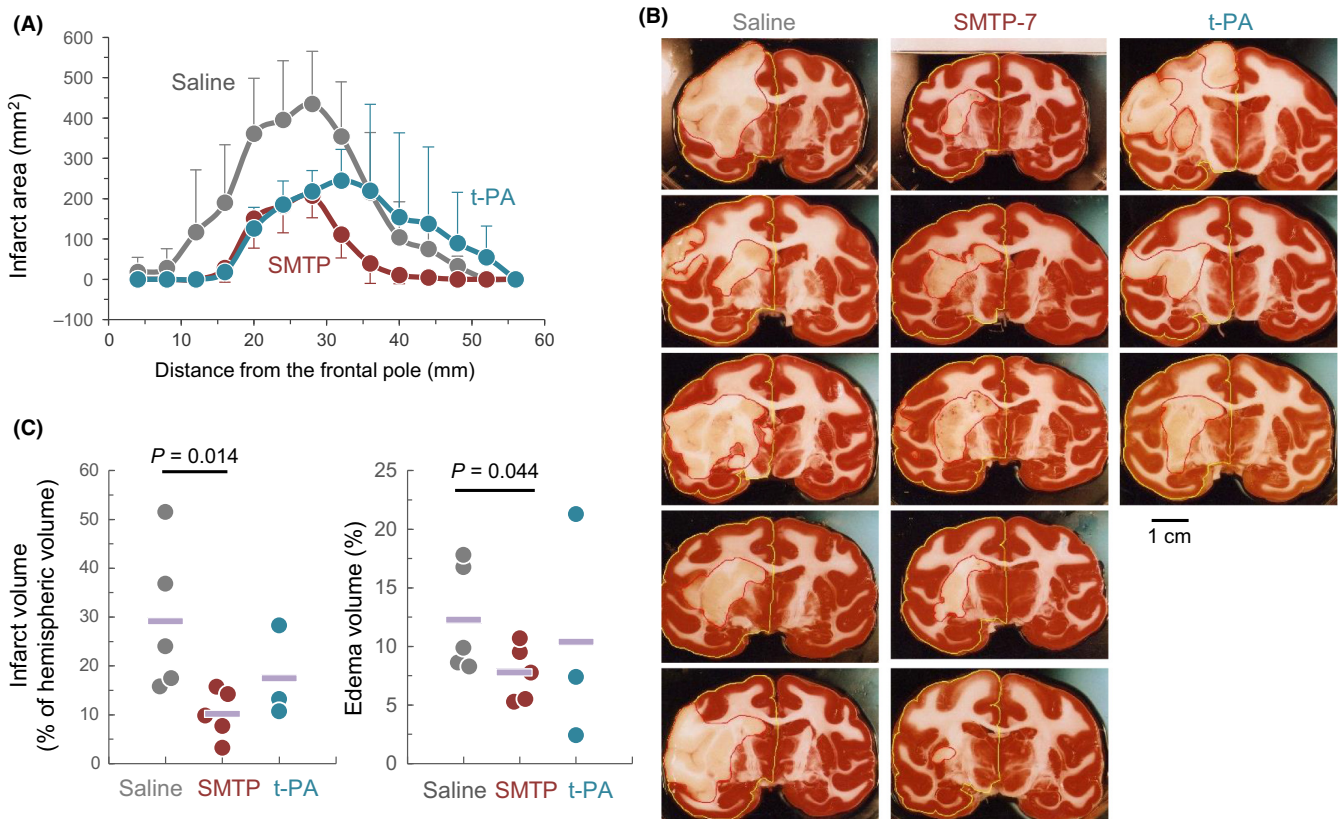 (A)
600
500
400
300
200
100
0
–100
Infarct area (mm²)
Saline
SMTP
t-PA
0 10 20 30 40 50 60
Distance from the frontal pole (mm)
(B)
Saline SMTP-7 t-PA
1 cm
(C)
P = 0.014
60
50
40
30
20
10
0
Infarct volume
(% of hemispheric volume)
Saline SMTP t-PA
P = 0.044
25
20
15
10
5
0
Edema volume (%)
Saline SMTP t-PA